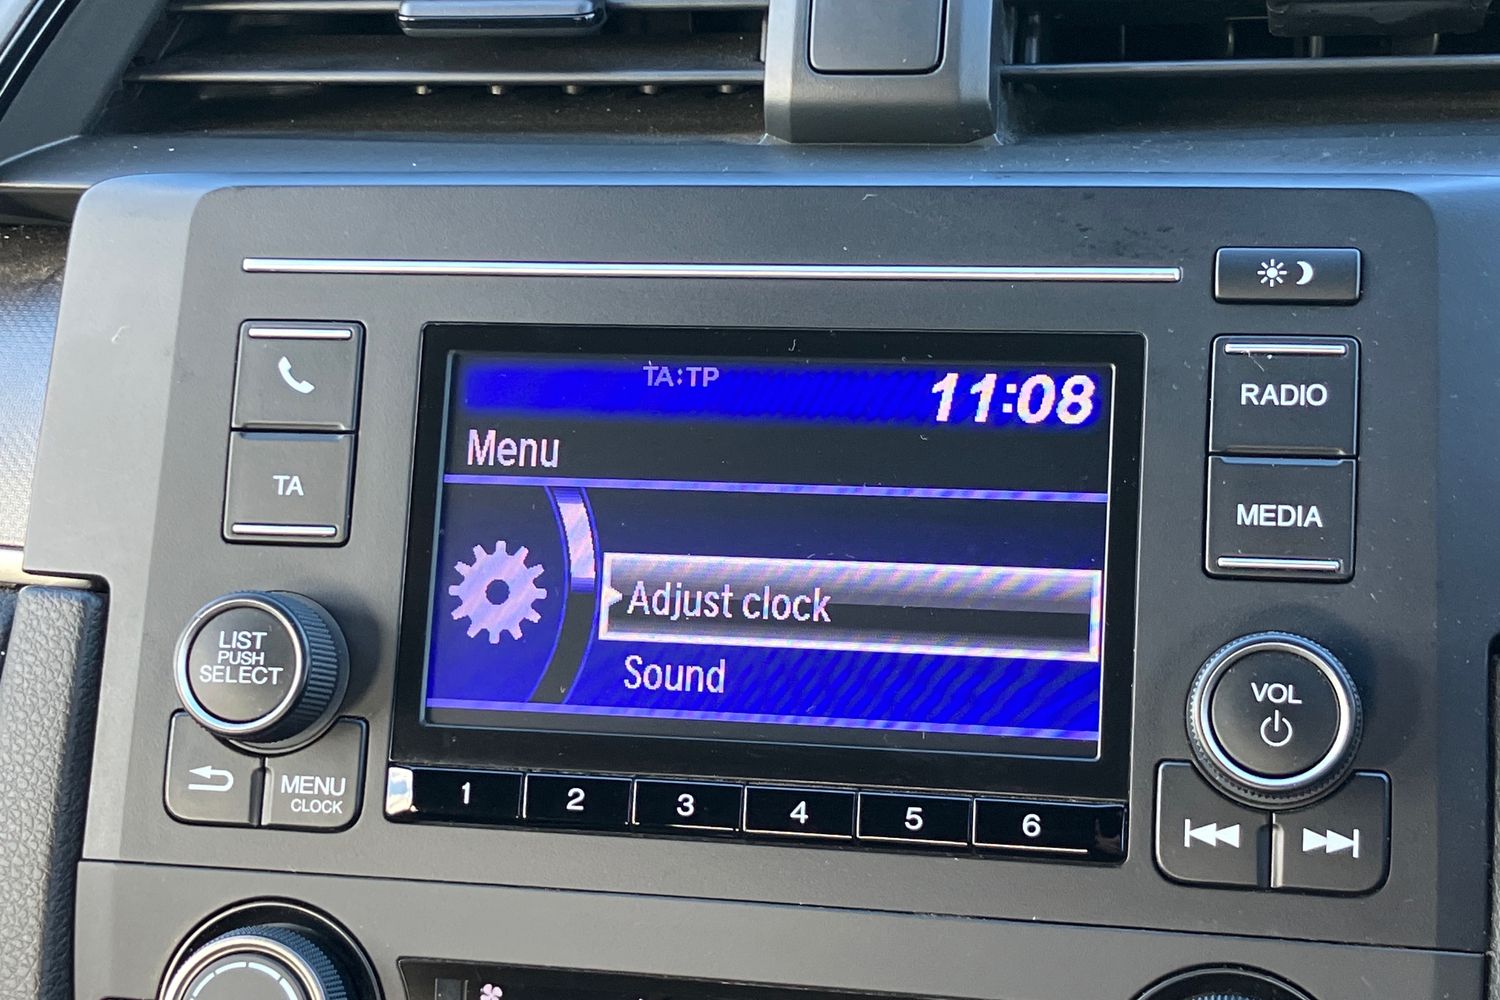 TA:TP
11:08
Menu
Adjust clock
Sound
TA
LIST
PUSH
SELECT
MENU
CLOCK
1 2 3 4 5 6
RADIO
MEDIA
VOL